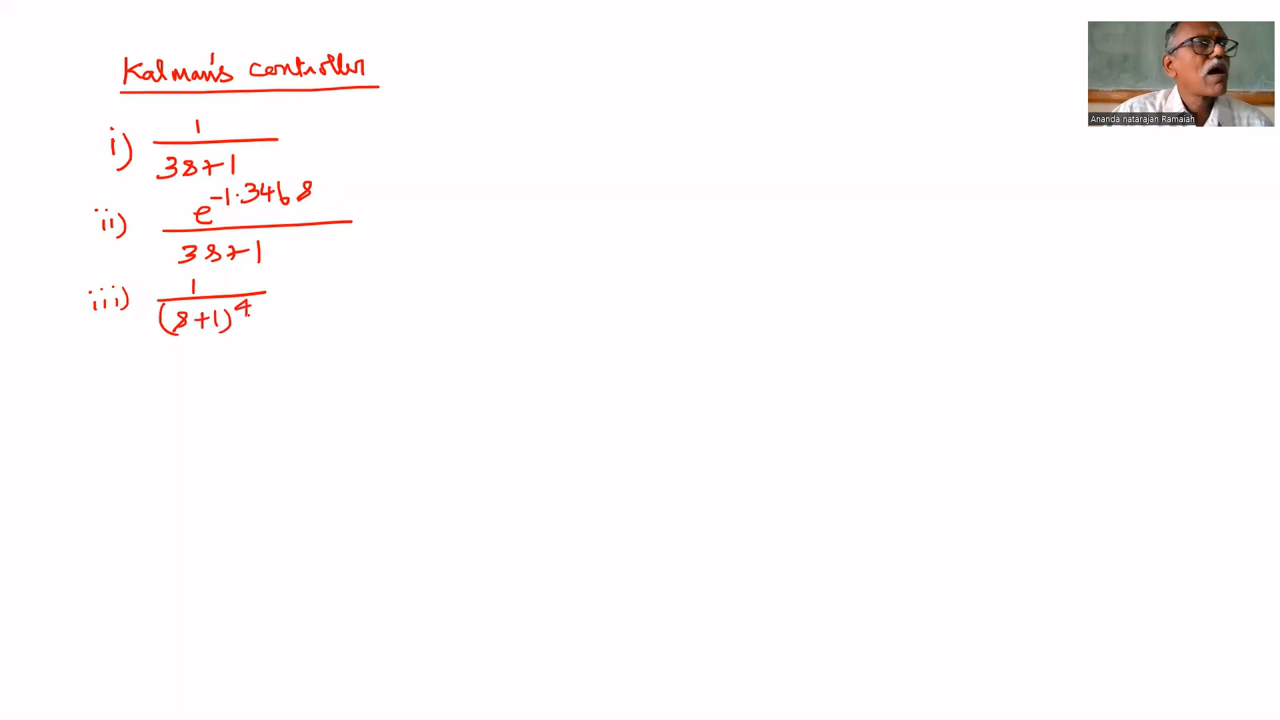 Kalman's controller
i) 1 / (3s+1)
ii) e^{-1.346s} / (3s+1)
iii) 1 / (s+1)^4
Ananda natarajan Ramaiah